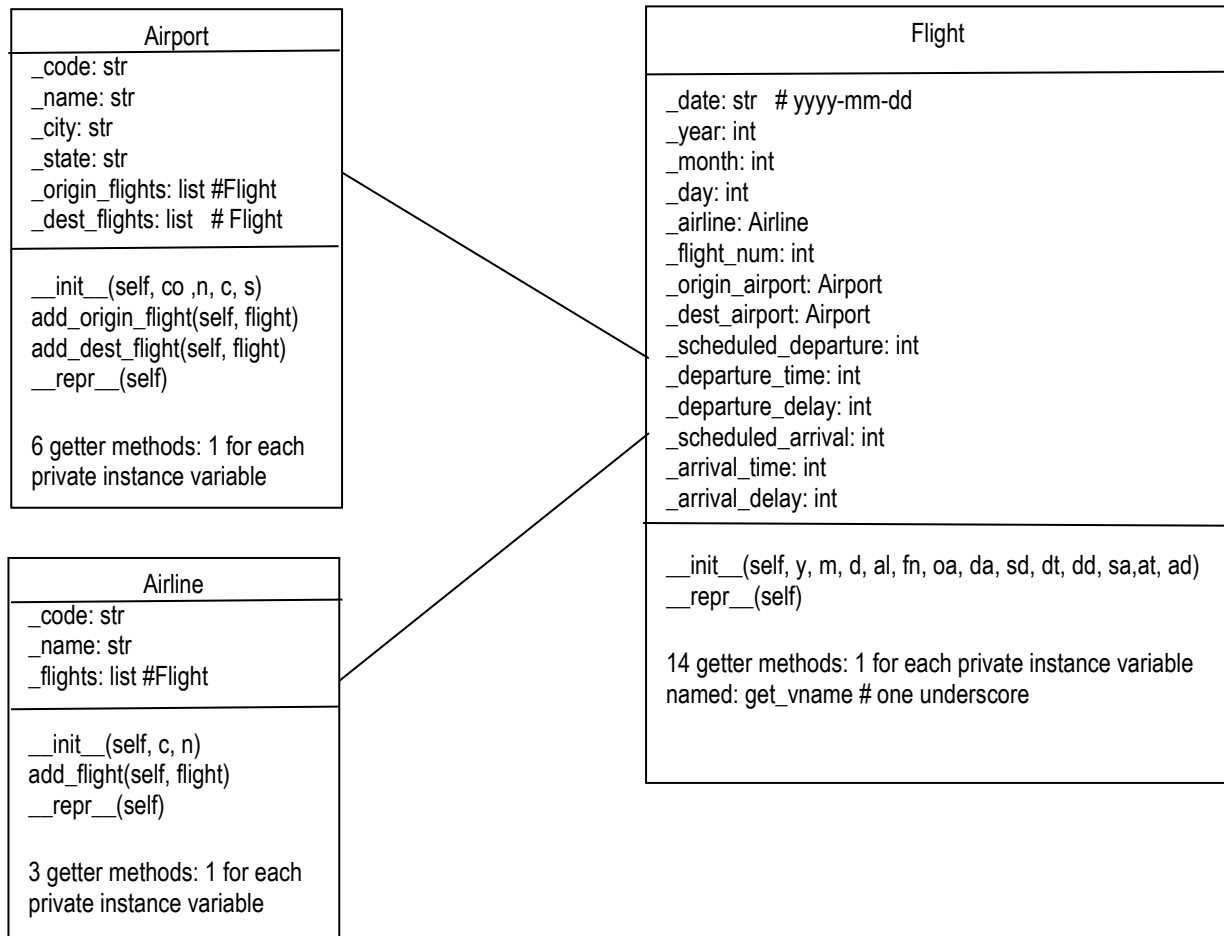 Airport
_code: str
_name: str
_city: str
_state: str
_origin_flights: list #Flight
_dest_flights: list # Flight
__init__(self, co ,n, c, s)
add_origin_flight(self, flight)
add_dest_flight(self, flight)
__repr__(self)
6 getter methods: 1 for each
private instance variable
Airline
_code: str
_name: str
_flights: list #Flight
__init__(self, c, n)
add_flight(self, flight)
__repr__(self)
3 getter methods: 1 for each
private instance variable
Flight
_date: str # yyyy-mm-dd
_year: int
_month: int
_day: int
_airline: Airline
_flight_num: int
_origin_airport: Airport
_dest_airport: Airport
_scheduled_departure: int
_departure_time: int
_departure_delay: int
_scheduled_arrival: int
_arrival_time: int
_arrival_delay: int
__init__(self, y, m, d, al, fn, oa, da, sd, dt, dd, sa,at, ad)
__repr__(self)
14 getter methods: 1 for each private instance variable
named: get_vname # one underscore